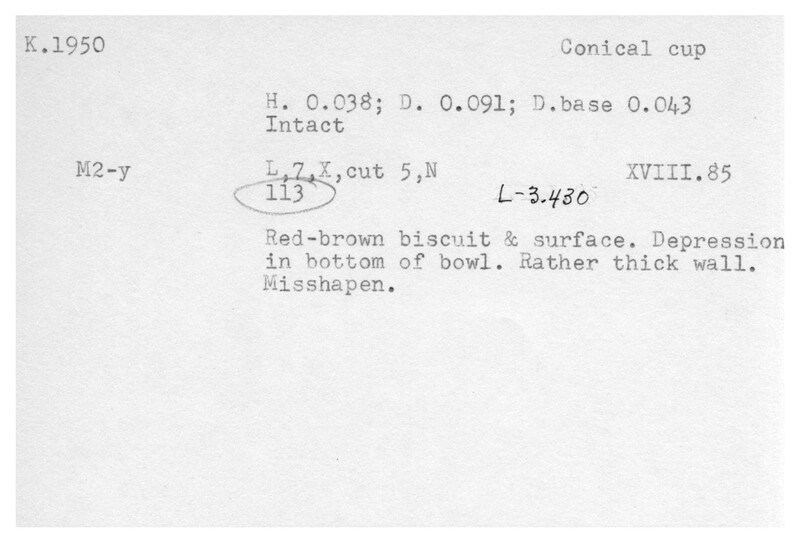 K.1950 Conical cup
H. 0.038; D. 0.091; D.base 0.043
Intact
M2-y L,7,X,cut 5,N XVIII.85
113 L-3.430
Red-brown biscuit & surface. Depression
in bottom of bowl. Rather thick wall.
Misshapen.